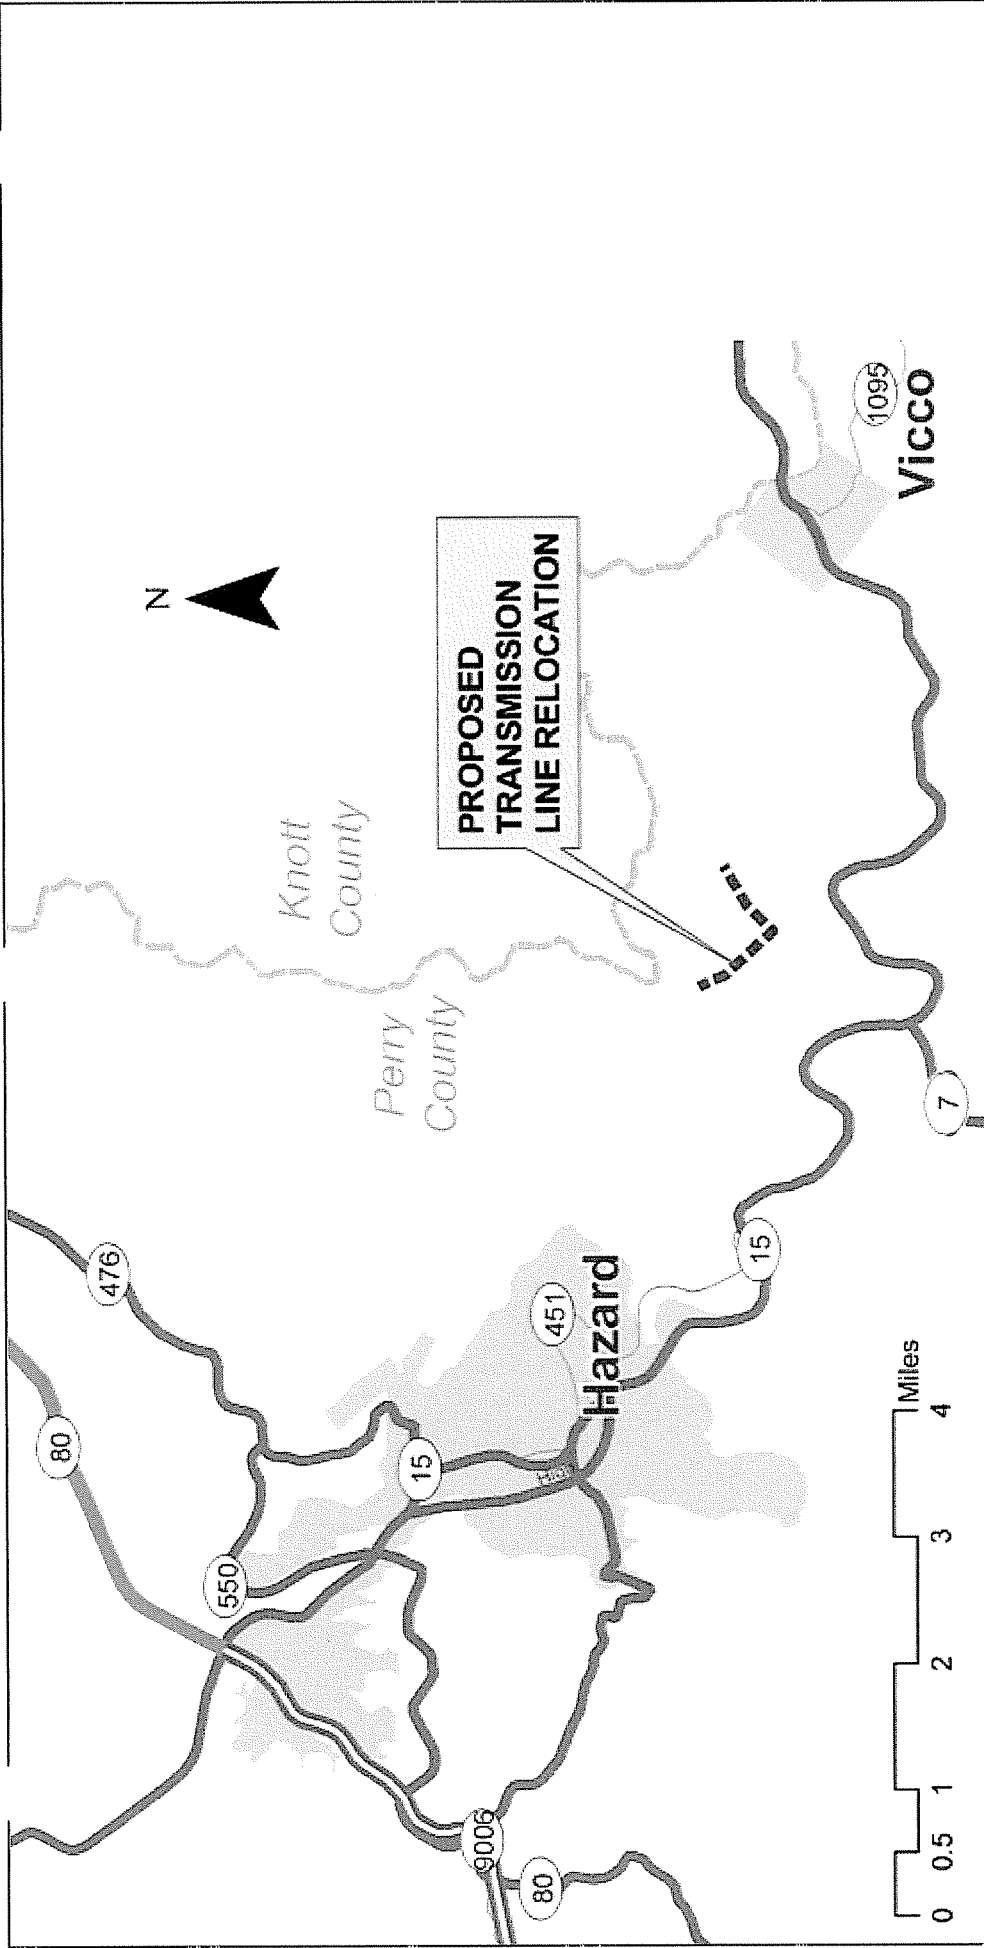 80
476
N
550
Knott
County
Perry
County
15
PROPOSED
TRANSMISSION
LINE RELOCATION
9006
80
451
Hazard
15
1095
Vicco
7
Miles
0 0.5 1 2 3 4